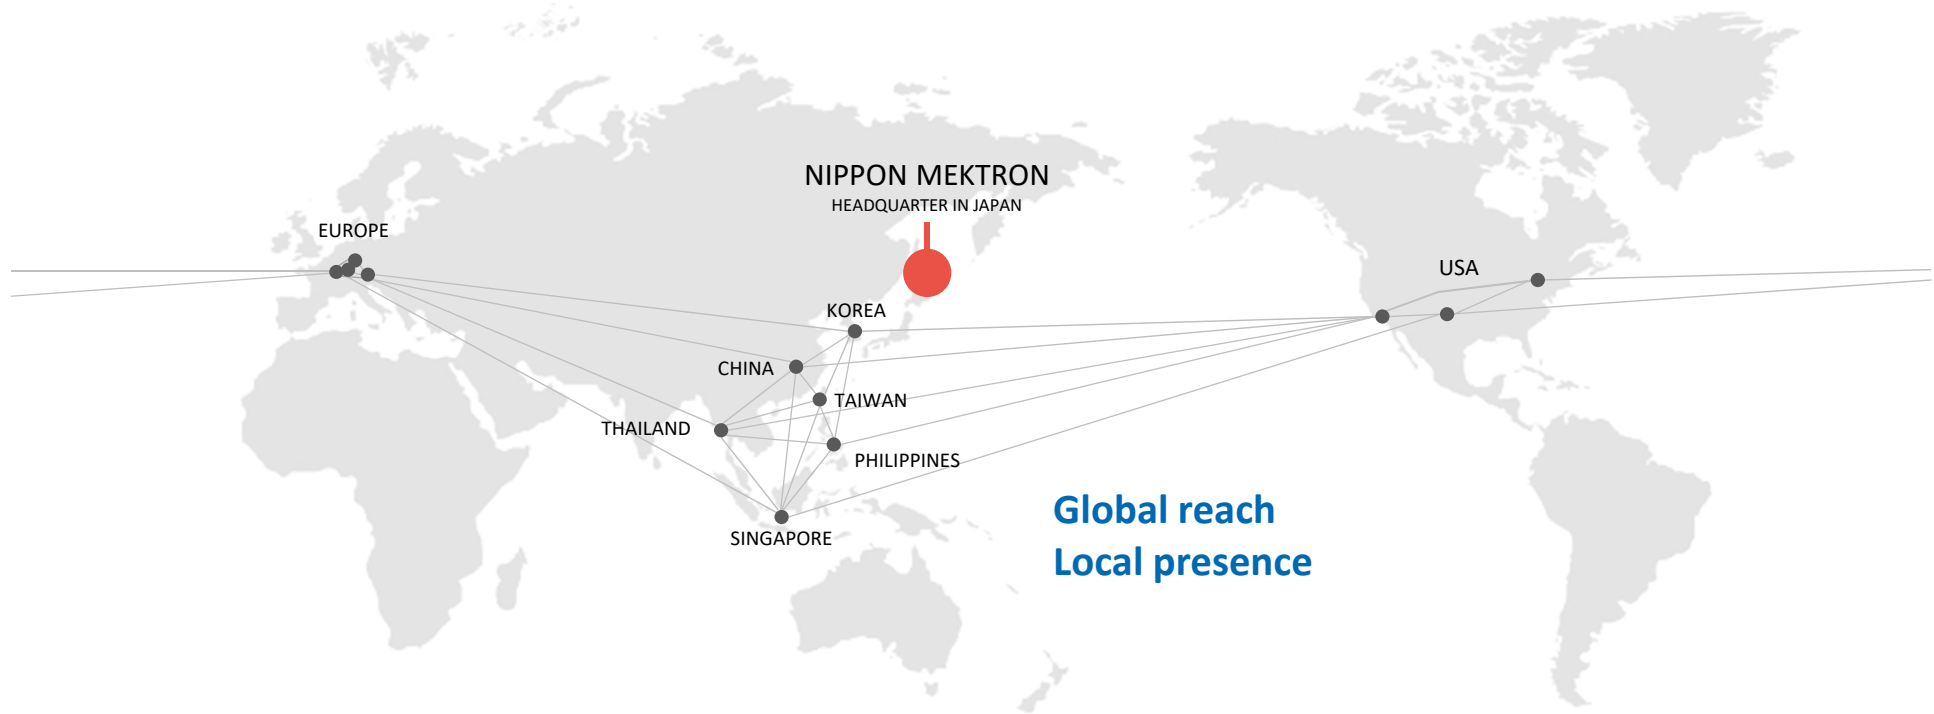 NIPPON MEKTRON
HEADQUARTER IN JAPAN
EUROPE
USA
KOREA
CHINA
TAIWAN
THAILAND
PHILIPPINES
SINGAPORE
Global reach
Local presence